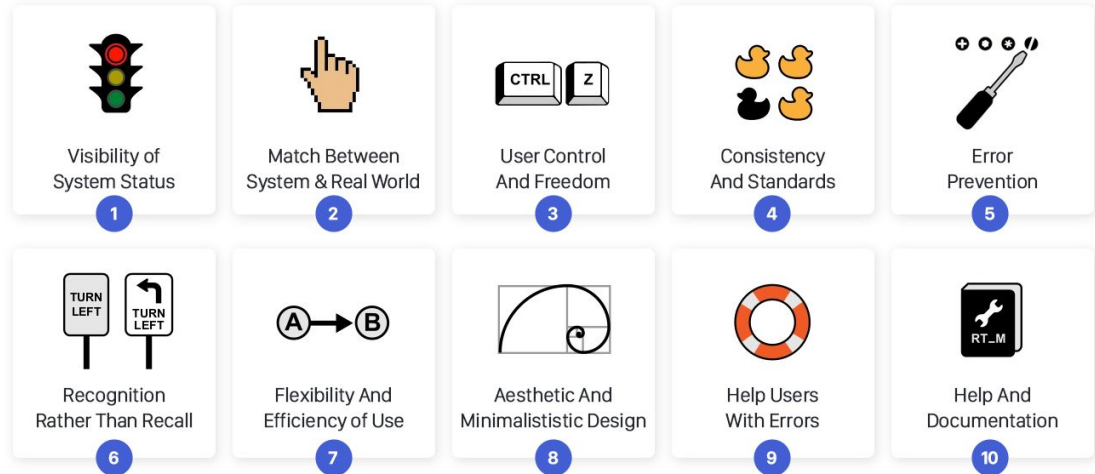 CTRL Z
Visibility of
System Status
1
Match Between
System & Real World
2
User Control
And Freedom
3
Consistency
And Standards
4
Error
Prevention
5
TURN
LEFT
TURN
LEFT
Recognition
Rather Than Recall
6
A B
Flexibility And
Efficiency of Use
7
Aesthetic And
Minimalististic Design
8
Help Users
With Errors
9
RT_M
Help And
Documentation
10